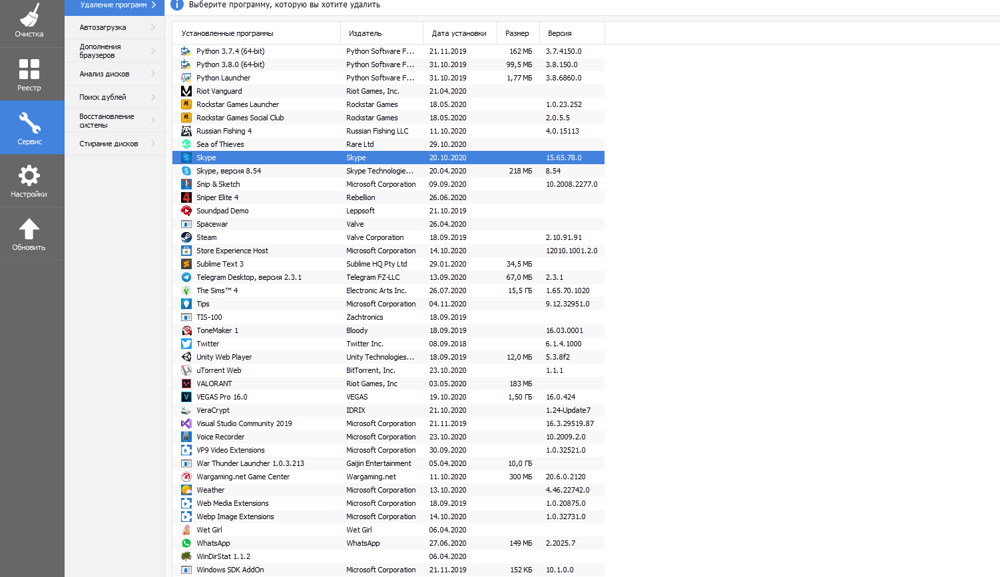 Очистка
Реестр
Сервис
Настройки
Обновить
Удаление программ
Автозагрузка
Дополнения
браузеров
Анализ дисков
Поиск дублей
Восстановление
системы
Стирание дисков
Выберите программу, которую вы хотите удалить
Установленные программы Издатель Дата установки Размер Версия
Python 3.7.4 (64-bit) Python Software F... 21.11.2019 162 МБ 3.7.4150.0
Python 3.8.0 (64-bit) Python Software F... 31.10.2019 99,5 МБ 3.8.150.0
Python Launcher Python Software F... 31.10.2019 1,77 МБ 3.8.6860.0
Riot Vanguard Riot Games, Inc. 21.04.2020
Rockstar Games Launcher Rockstar Games 18.05.2020 1.0.23.252
Rockstar Games Social Club Rockstar Games 18.05.2020 2.0.5.5
Russian Fishing 4 Russian Fishing LLC 11.10.2020 4.0.15113
Sea of Thieves Rare Ltd 29.10.2020
Skype Skype 20.10.2020 15.65.78.0
Skype, версия 8.54 Skype Technologie... 20.04.2020 218 МБ 8.54
Snip & Sketch Microsoft Corporation 09.09.2020 10.2008.2277.0
Sniper Elite 4 Rebellion 26.06.2020
Soundpad Demo Leppsoft 21.10.2019
Spacewar Valve 26.04.2020
Steam Valve Corporation 18.09.2019 2.10.91.91
Store Experience Host Microsoft Corporation 14.10.2020 12010.1001.2.0
Sublime Text 3 Sublime HQ Pty Ltd 29.01.2020 34,5 МБ
Telegram Desktop, версия 2.3.1 Telegram FZ-LLC 13.09.2020 67,0 МБ 2.3.1
The Sims™ 4 Electronic Arts Inc. 26.07.2020 15,5 ГБ 1.65.70.1020
Tips Microsoft Corporation 04.11.2020 9.12.32951.0
TIS-100 Zachtronics 18.09.2019
ToneMaker 1 Bloody 18.09.2019 16.03.0001
Twitter Twitter Inc. 08.09.2018 6.1.4.1000
Unity Web Player Unity Technologies... 18.09.2019 12,0 МБ 5.3.8f2
uTorrent Web BitTorrent, Inc. 23.10.2020 1.1.1
VALORANT Riot Games, Inc 03.05.2020 183 МБ
VEGAS Pro 16.0 VEGAS 19.10.2020 1,50 ГБ 16.0.424
VeraCrypt IDRIX 21.10.2020 1.24-Update7
Visual Studio Community 2019 Microsoft Corporation 21.11.2019 16.3.29519.87
Voice Recorder Microsoft Corporation 23.10.2020 10.2009.2.0
VP9 Video Extensions Microsoft Corporation 30.09.2020 1.0.32521.0
War Thunder Launcher 1.0.3.213 Gaijin Entertainment 05.04.2020 10,0 ГБ
Wargaming.net Game Center Wargaming.net 11.10.2020 300 МБ 20.6.0.2120
Weather Microsoft Corporation 13.10.2020 4.46.22742.0
Web Media Extensions Microsoft Corporation 18.09.2019 1.0.20875.0
Webp Image Extensions Microsoft Corporation 14.10.2020 1.0.32731.0
Wet Girl Wet Girl 06.04.2020
WhatsApp WhatsApp 27.06.2020 149 МБ 2.2025.7
WinDirStat 1.1.2 06.04.2020
Windows SDK AddOn Microsoft Corporation 21.11.2019 152 КБ 10.1.0.0